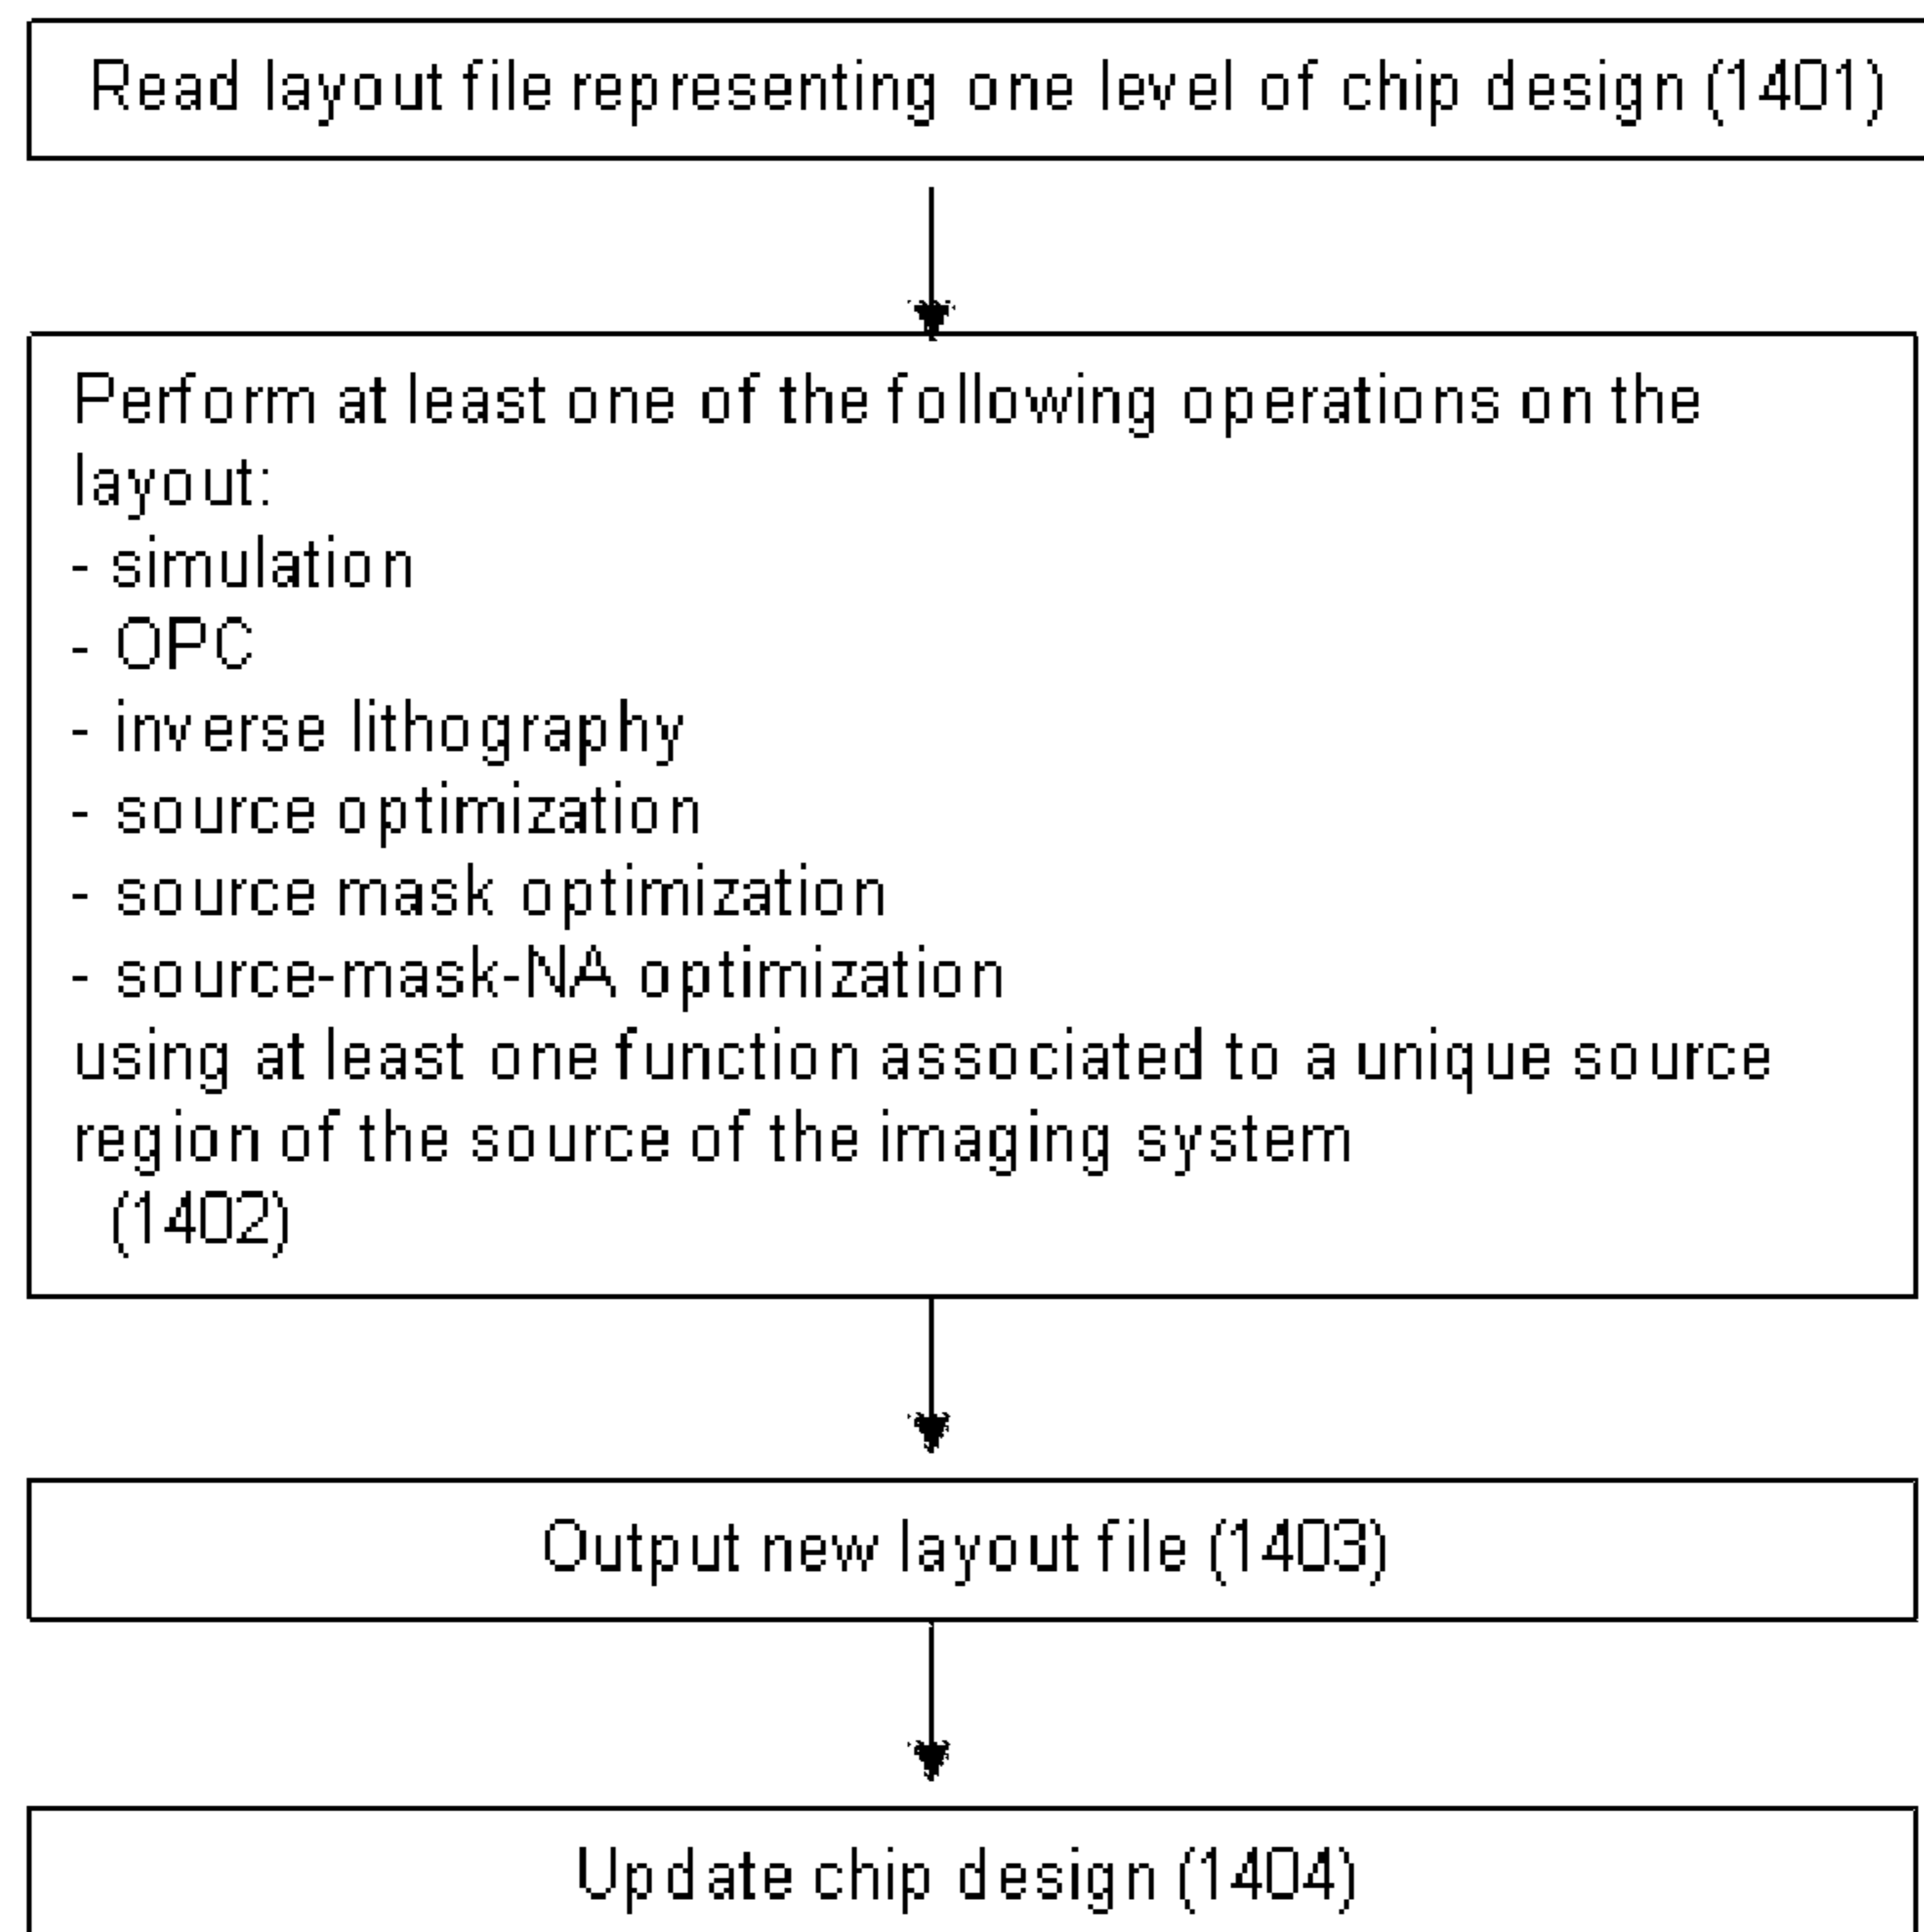 Read layout file representing one level of chip design (1401)
Perform at least one of the following operations on the
layout:
- simulation
- OPC
- inverse lithography
- source optimization
- source mask optimization
- source-mask-NA optimization
using at least one function associated to a unique source
region of the source of the imaging system
(1402)
Output new layout file (1403)
Update chip design (1404)